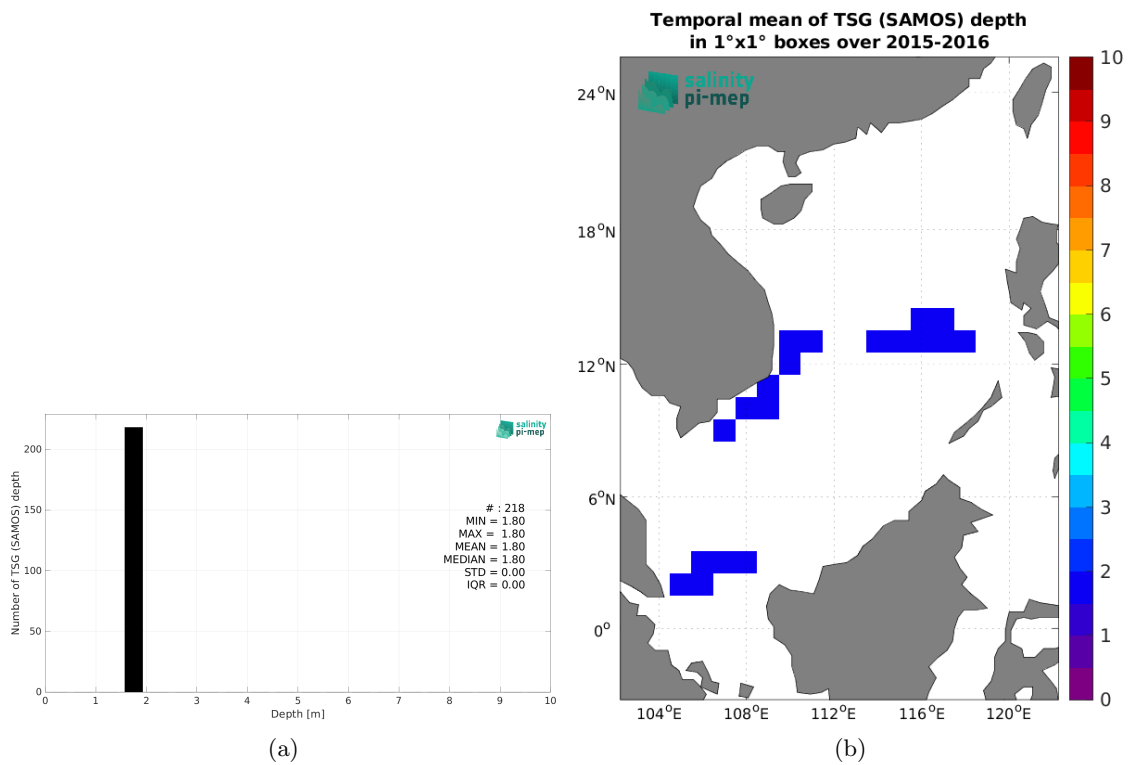 Temporal mean of TSG (SAMOS) depth
in 1°x1° boxes over 2015-2016
salinity
pi-mep
24°N
18°N
12°N
6°N
0°
104°E
108°E
112°E
116°E
120°E
10
9
8
7
6
5
4
3
2
1
0
salinity
pi-mep
Number of TSG (SAMOS) depth
200
150
100
50
0
# : 218
MIN = 1.80
MAX = 1.80
MEAN = 1.80
MEDIAN = 1.80
STD = 0.00
IQR = 0.00
0 1 2 3 4 5 6 7 8 9 10
Depth [m]
(a)
(b)